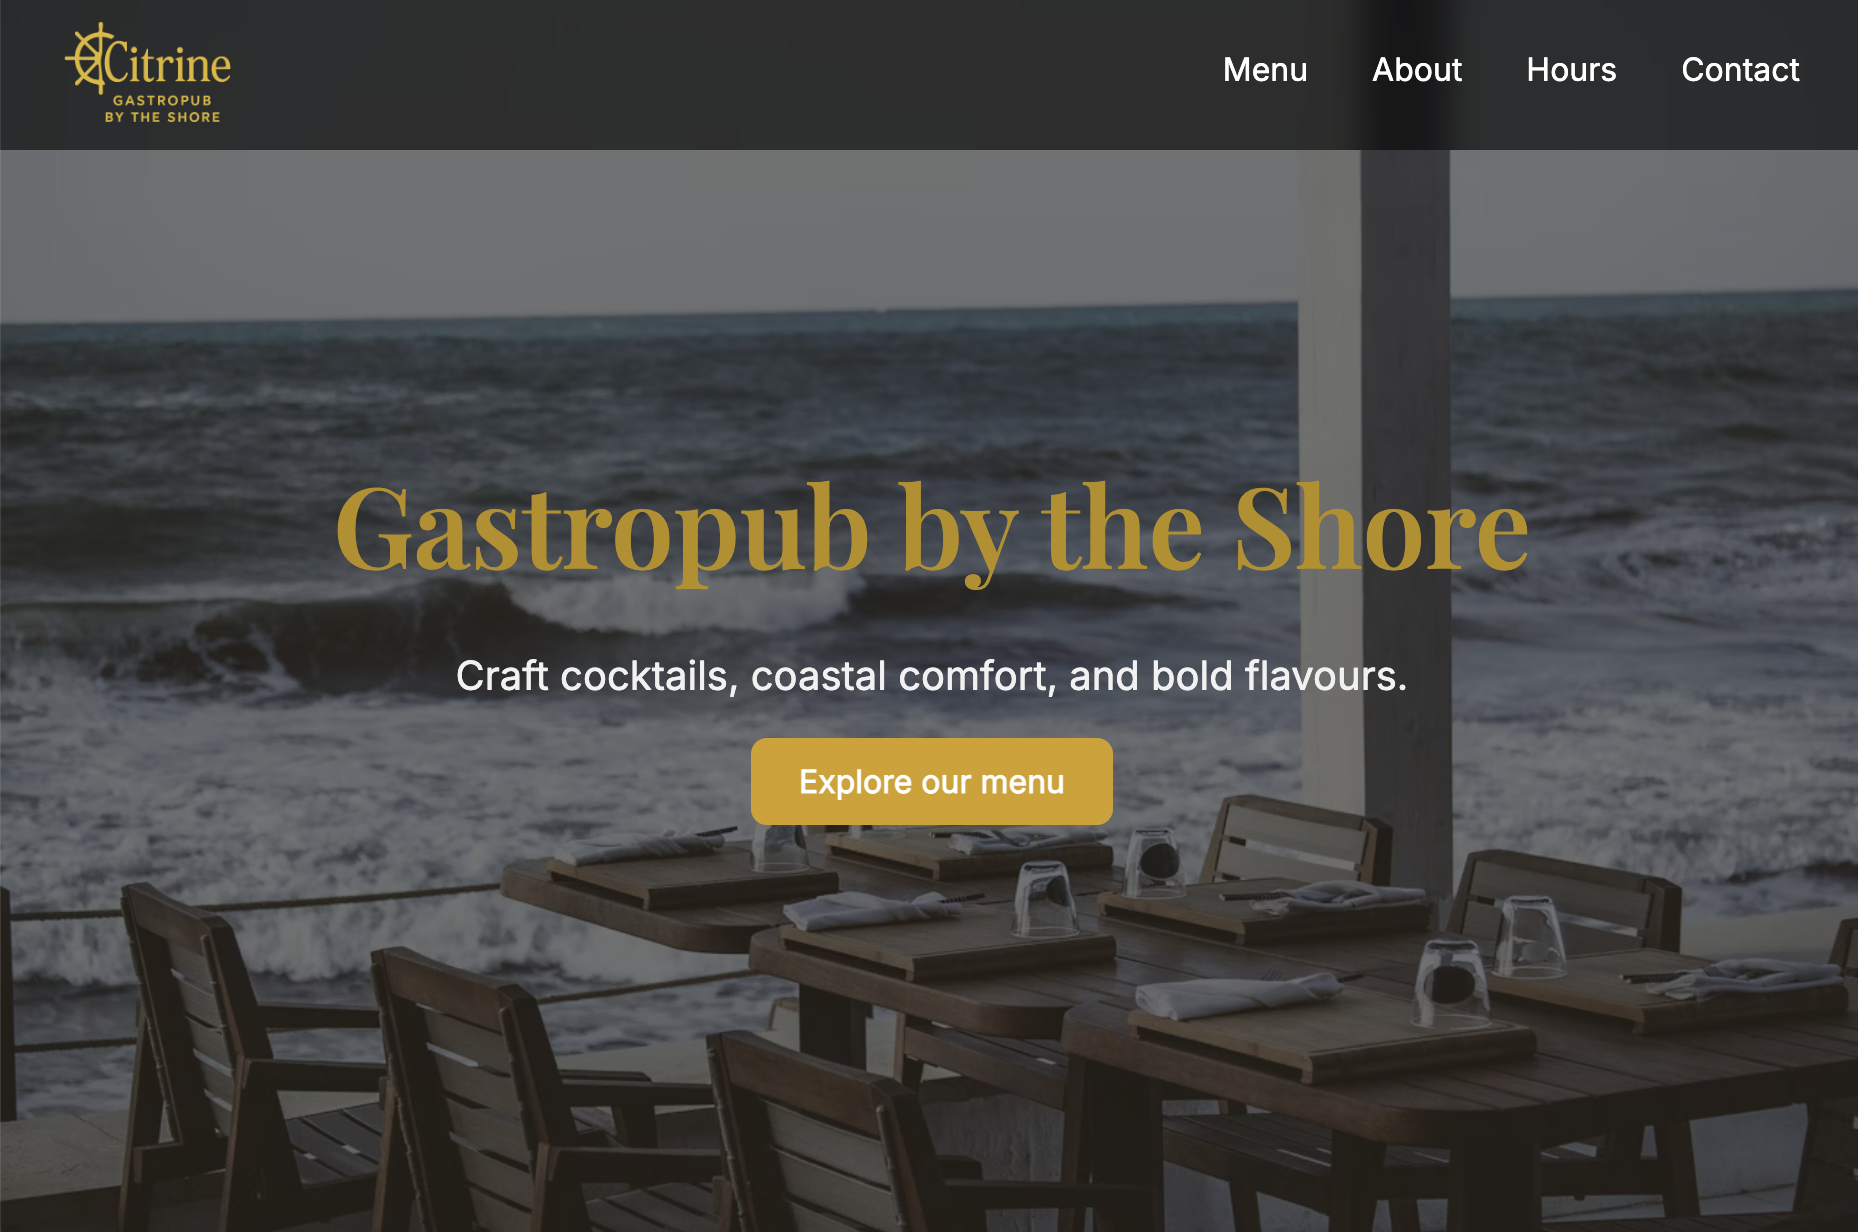 Citrine
GASTROPUB
BY THE SHORE
Menu About Hours Contact
Gastropub by the Shore
Craft cocktails, coastal comfort, and bold flavours.
Explore our menu